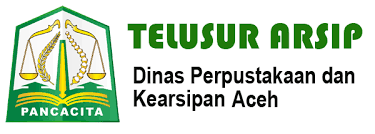 TELUSUR ARSIP
Dinas Perpustakaan dan
Kearsipan Aceh
PANCACITA